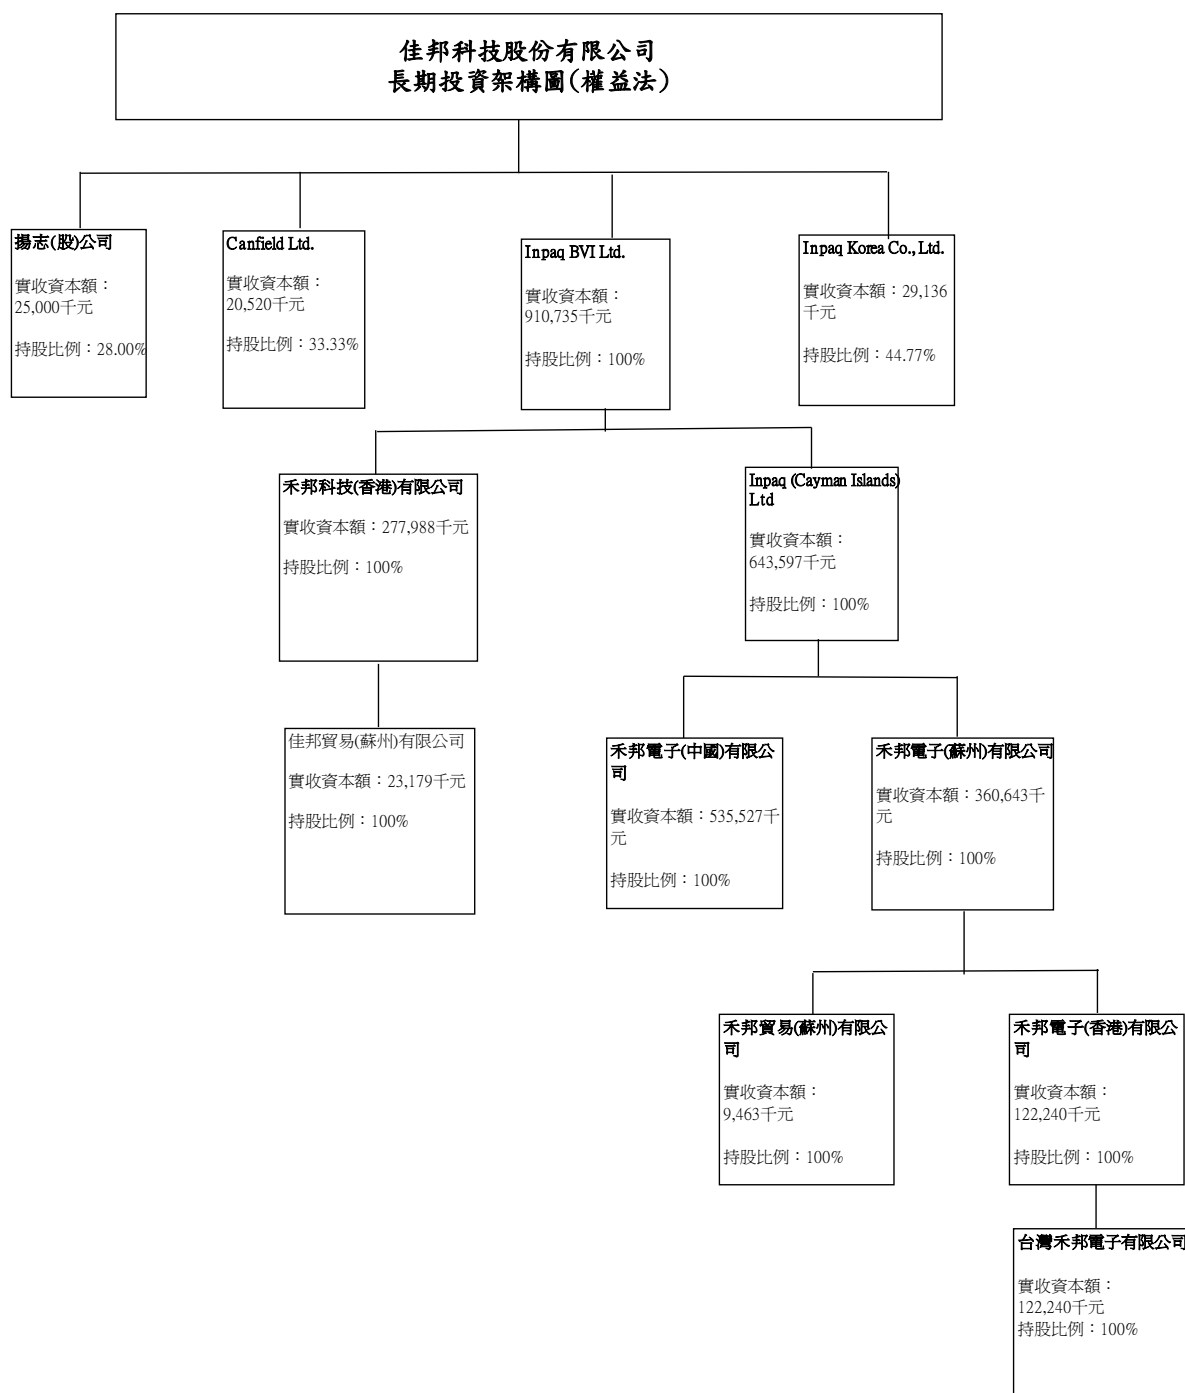 佳邦科技股份有限公司
長期投資架構圖(權益法)
揚志(股)公司
實收資本額：
25,000千元
持股比例：28.00%
Canfield Ltd.
實收資本額：
20,520千元
持股比例：33.33%
Inpaq BVI Ltd.
實收資本額：
910,735千元
持股比例：100%
Inpaq Korea Co., Ltd.
實收資本額：29,136
千元
持股比例：44.77%
禾邦科技(香港)有限公司
實收資本額：277,988千元
持股比例：100%
Inpaq (Cayman Islands)
Ltd
實收資本額：
643,597千元
持股比例：100%
佳邦貿易(蘇州)有限公司
實收資本額：23,179千元
持股比例：100%
禾邦電子(中國)有限公
司
實收資本額：535,527千
元
持股比例：100%
禾邦電子(蘇州)有限公司
實收資本額：360,643千
元
持股比例：100%
禾邦貿易(蘇州)有限公
司
實收資本額：
9,463千元
持股比例：100%
禾邦電子(香港)有限公
司
實收資本額：
122,240千元
持股比例：100%
台灣禾邦電子有限公司
實收資本額：
122,240千元
持股比例：100%